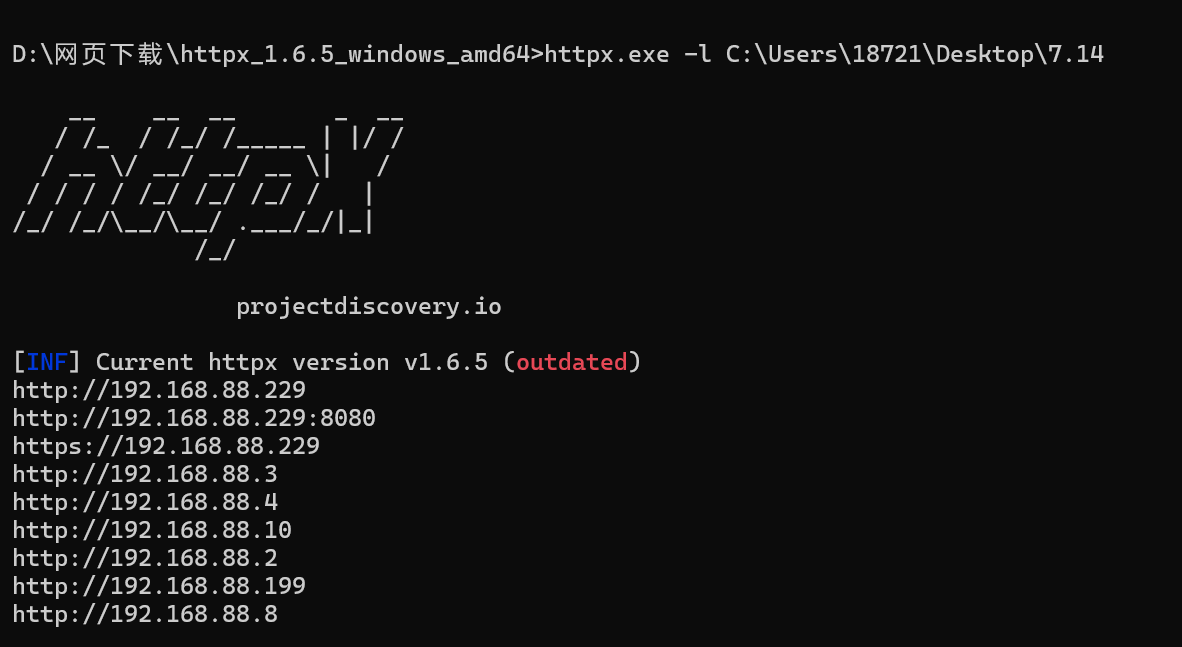 D:\网页下载\httpx_1.6.5_windows_amd64>httpx.exe -l C:\Users\18721\Desktop\7.14
    __    __  __       _  __
   / /_  / /_/ /_____ | |/ /
  / __ \/ __/ __/ __ \|   /
 / / / / /_/ /_/ /_/ /   |
/_/ /_/\__/\__/ .___/_/|_|
             /_/
projectdiscovery.io
[INF] Current httpx version v1.6.5 (outdated)
http://192.168.88.229
http://192.168.88.229:8080
https://192.168.88.229
http://192.168.88.3
http://192.168.88.4
http://192.168.88.10
http://192.168.88.2
http://192.168.88.199
http://192.168.88.8